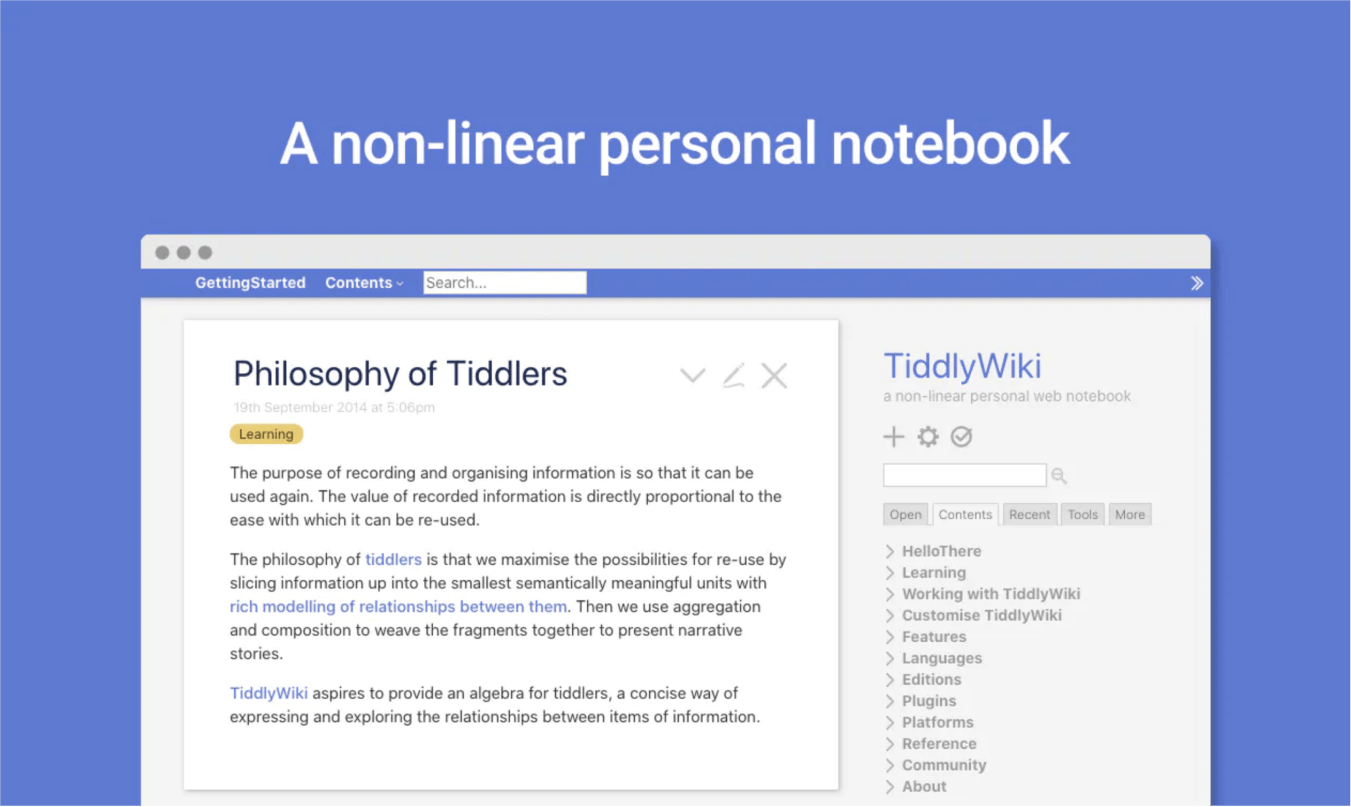 A non-linear personal notebook
GettingStarted Contents Search...
Philosophy of Tiddlers
19th September 2014 at 5:06pm
Learning
The purpose of recording and organising information is so that it can be
used again. The value of recorded information is directly proportional to the
ease with which it can be re-used.
The philosophy of tiddlers is that we maximise the possibilities for re-use by
slicing information up into the smallest semantically meaningful units with
rich modelling of relationships between them. Then we use aggregation
and composition to weave the fragments together to present narrative
stories.
TiddlyWiki aspires to provide an algebra for tiddlers, a concise way of
expressing and exploring the relationships between items of information.
TiddlyWiki
a non-linear personal web notebook
Open Contents Recent Tools More
HelloThere
Learning
Working with TiddlyWiki
Customise TiddlyWiki
Features
Languages
Editions
Plugins
Platforms
Reference
Community
About